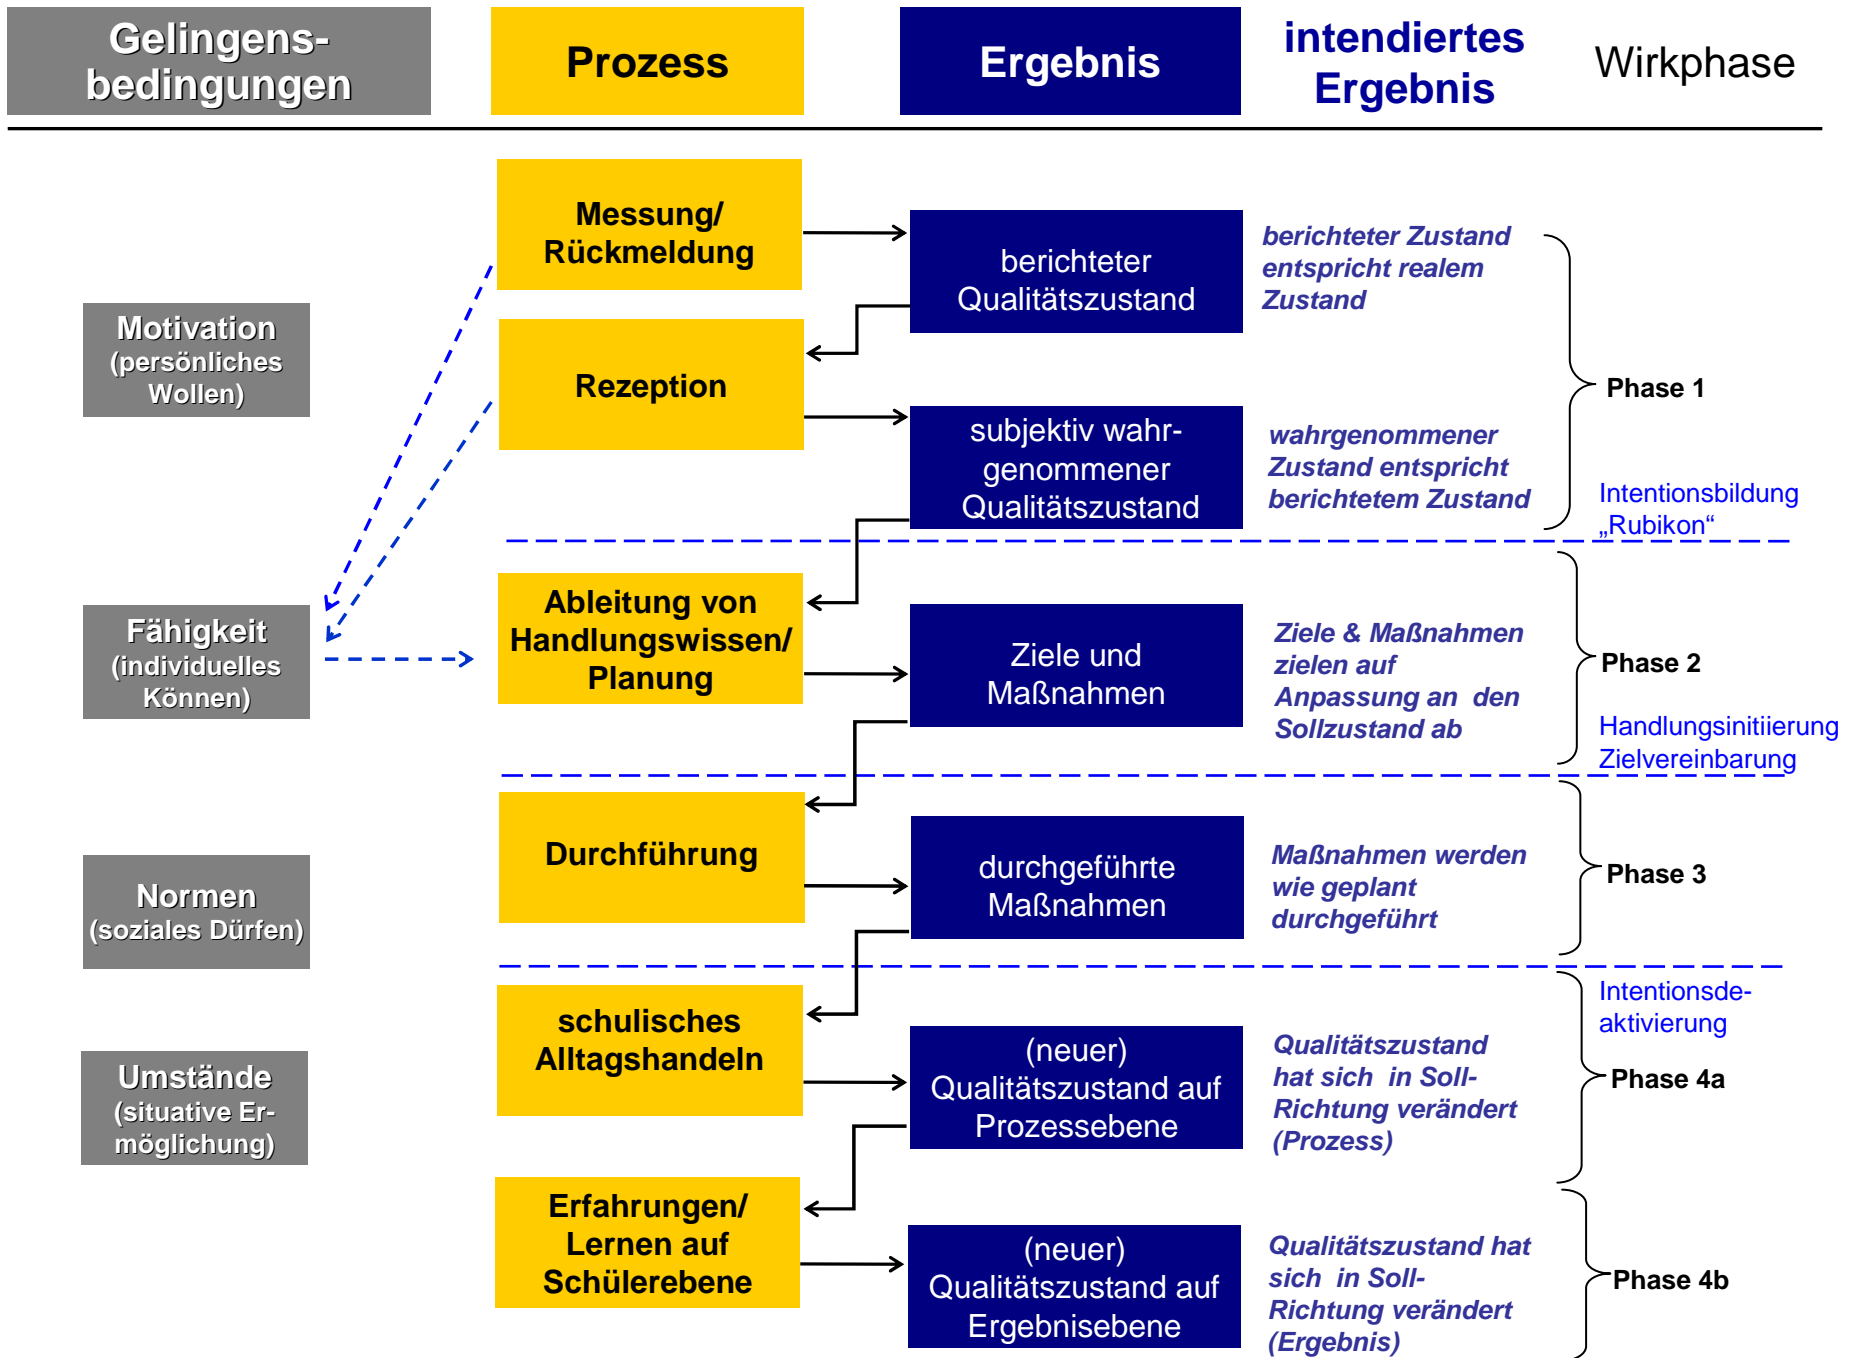 Gelingens-
bedingungen
Prozess
Ergebnis
intendiertes
Ergebnis
Wirkphase
Messung/
Rückmeldung
berichteter
Qualitätszustand
berichteter Zustand
entspricht realem
Zustand
Motivation
(persönliches
Wollen)
Rezeption
Phase 1
subjektiv wahr-
genommener
Qualitätszustand
wahrgenommener
Zustand entspricht
berichtetem Zustand
Intentionsbildung
„Rubikon“
Fähigkeit
(individuelles
Können)
Ableitung von
Handlungswissen/
Planung
Ziele und
Maßnahmen
Ziele & Maßnahmen
zielen auf
Anpassung an  den
Sollzustand ab
Phase 2
Handlungsinitiierung
Zielvereinbarung
Normen
(soziales Dürfen)
Durchführung
durchgeführte
Maßnahmen
Maßnahmen werden
wie geplant
durchgeführt
Phase 3
Intentionsde-
aktivierung
Umstände
(situative Er-
möglichung)
schulisches
Alltagshandeln
(neuer)
Qualitätszustand auf
Prozessebene
Qualitätszustand
hat sich  in Soll-
Richtung verändert
(Prozess)
Phase 4a
Erfahrungen/
Lernen auf
Schülerebene
(neuer)
Qualitätszustand auf
Ergebnisebene
Qualitätszustand hat
sich  in Soll-
Richtung verändert
(Ergebnis)
Phase 4b